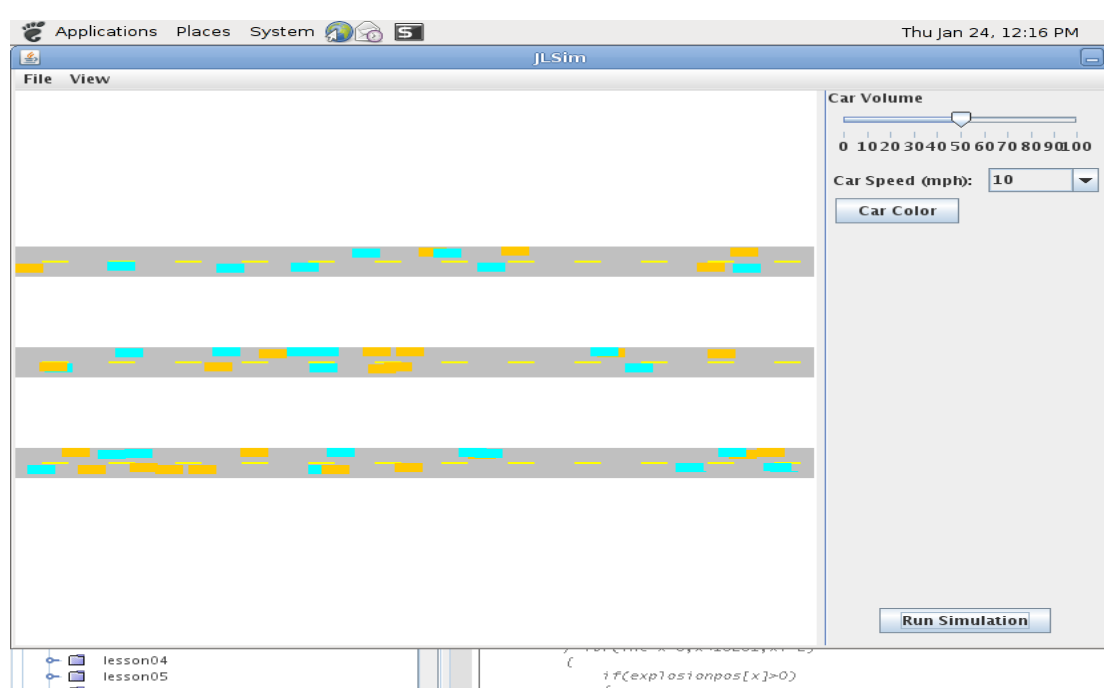 Applications Places System
Thu Jan 24, 12:16 PM
JLSim
File View
Car Volume
0 10 20 30 40 50 60 70 80 90 100
Car Speed (mph): 10
Car Color
Run Simulation
lesson04
lesson05
{
if(explosionpos[x]>0)